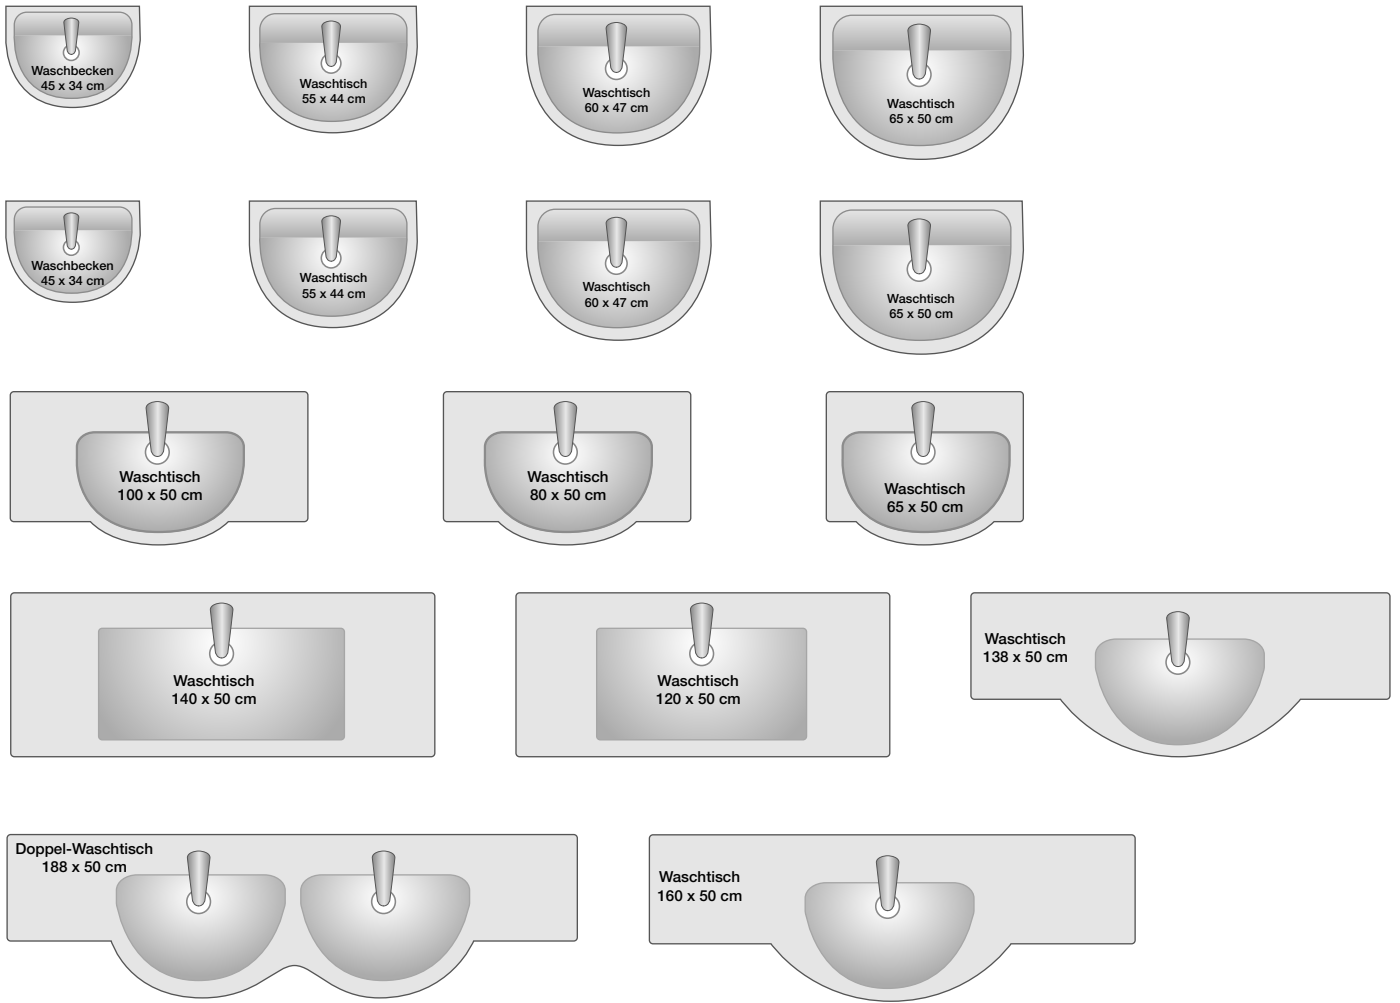 Waschbecken
45 x 34 cm
Waschtisch
55 x 44 cm
Waschtisch
60 x 47 cm
Waschtisch
65 x 50 cm
Waschbecken
45 x 34 cm
Waschtisch
55 x 44 cm
Waschtisch
60 x 47 cm
Waschtisch
65 x 50 cm
Waschtisch
100 x 50 cm
Waschtisch
80 x 50 cm
Waschtisch
65 x 50 cm
Waschtisch
140 x 50 cm
Waschtisch
120 x 50 cm
Waschtisch
138 x 50 cm
Doppel-Waschtisch
188 x 50 cm
Waschtisch
160 x 50 cm